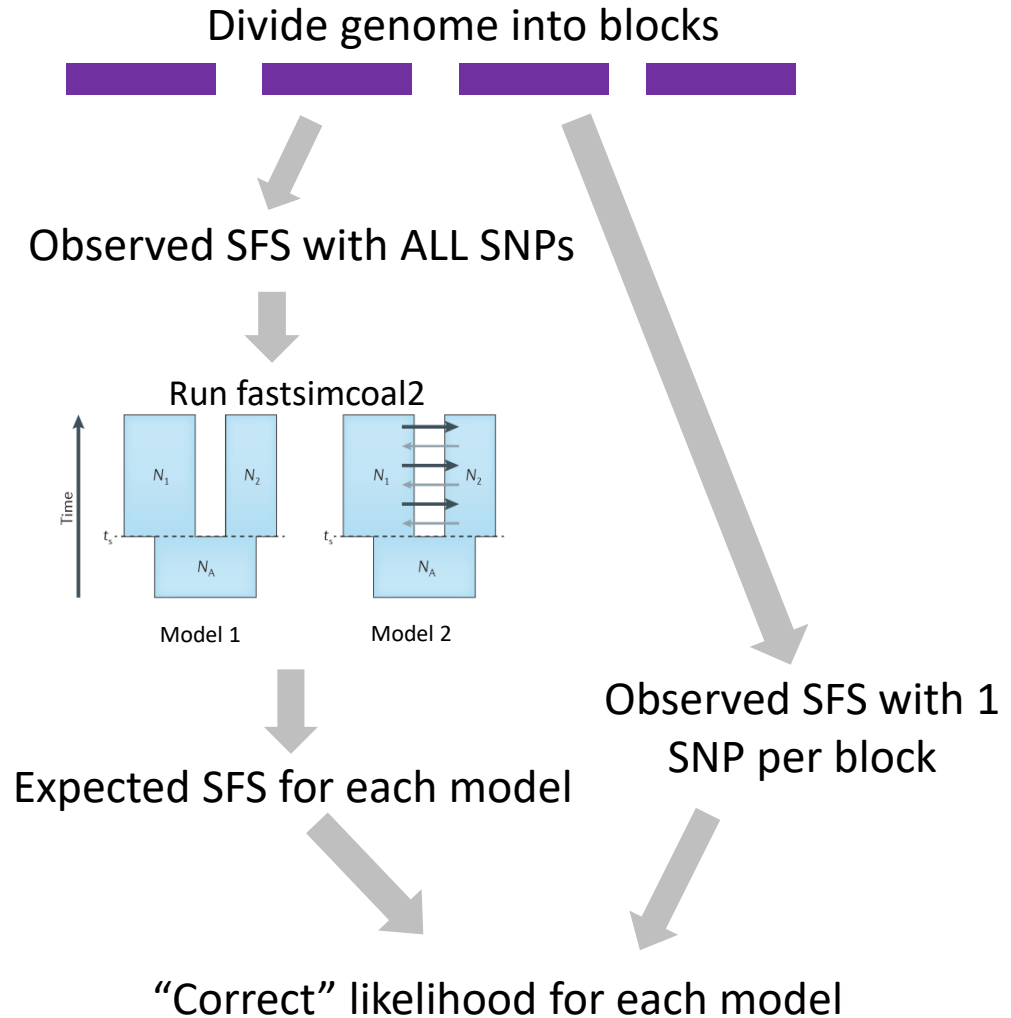 Divide genome into blocks
Observed SFS with ALL SNPs
Run fastsimcoal2
Time
N1
N2
ts
NA
Model 1
N1
N2
ts
NA
Model 2
Observed SFS with 1
SNP per block
Expected SFS for each model
“Correct” likelihood for each model